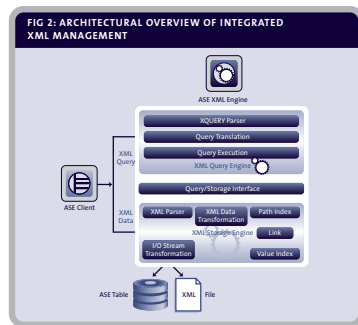 FIG 2: ARCHITECTURAL OVERVIEW OF INTEGRATED
XML MANAGEMENT
ASE XML Engine
XQUERY Parser
Query Translation
Query Execution
XML Query Engine
XML
Query
Query/Storage Interface
ASE Client
XML
Data
XML Parser
XML Data
Transformation
Path Index
XML Storage Engine
Link
I/O Stream
Transformation
Value Index
ASE Table
XML
File